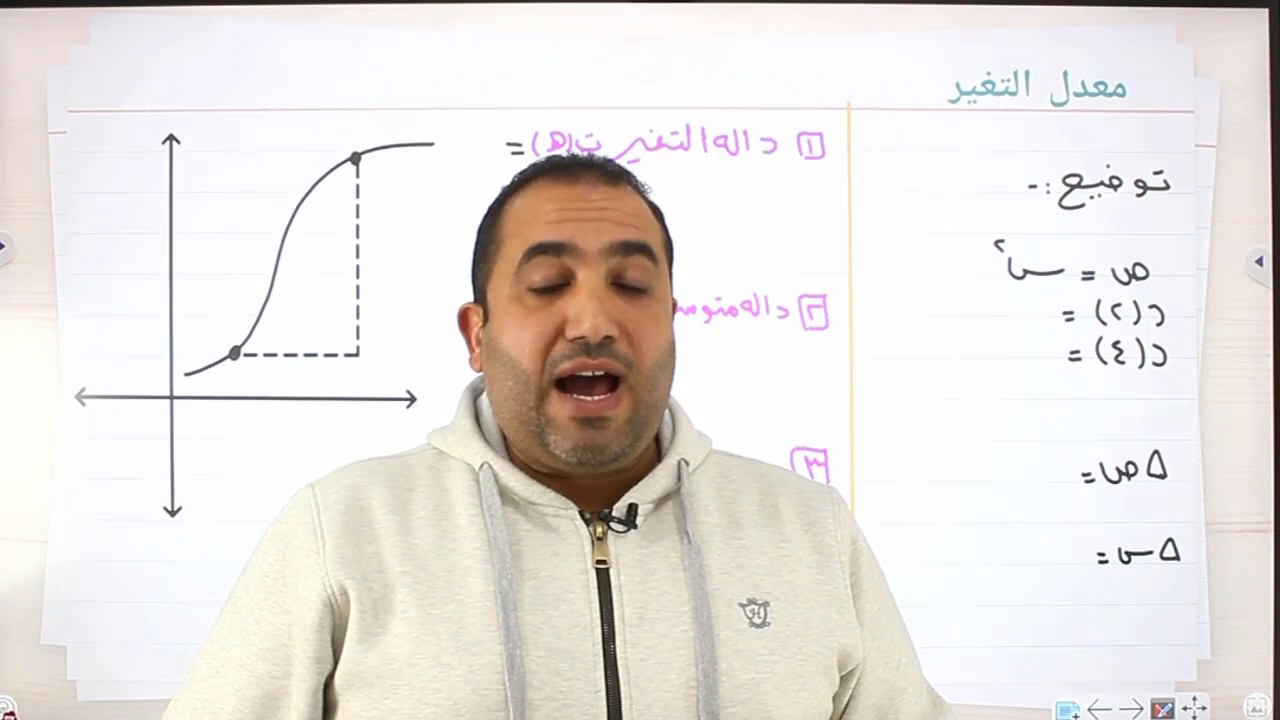 معدل التغير
توضيح :-
ص = س٢
د(٢) =
د(٤) =
Δص =
Δس =
١ دالة التغير ت(هـ) =
٢ دالة متوسط
٣